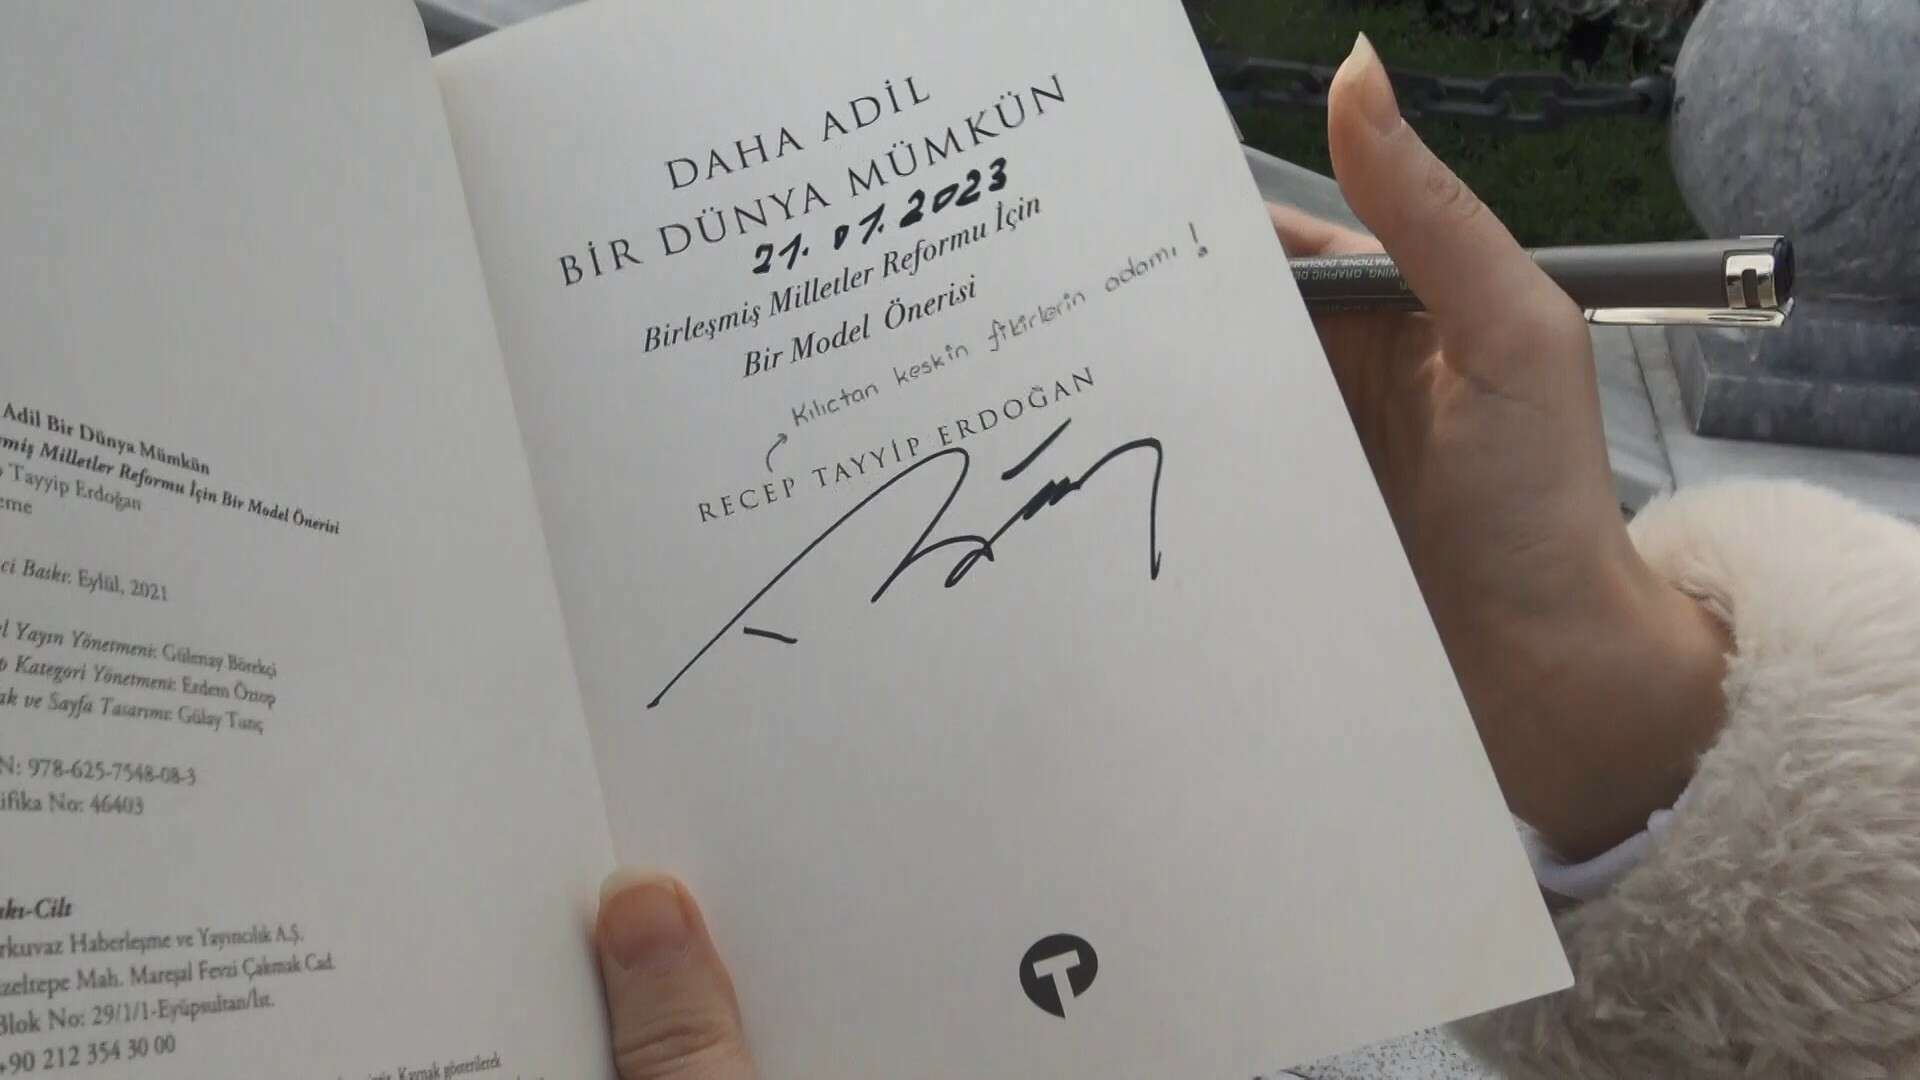 Adil Bir Dünya Mümkün
miş Milletler Reformu İçin Bir Model Önerisi
Tayyip Erdoğan
eme
ci Baskı: Eylül, 2021
l Yayın Yönetmeni: Gülenay Börekçi
p Kategori Yönetmeni: Erdem Öztop
ak ve Sayfa Tasarımı: Gülay Tunç
N: 978-625-7548-08-3
ifika No: 46403
kı-Cilt
rkuvaz Haberleşme ve Yayıncılık A.Ş.
zeltepe Mah. Mareşal Fevzi Çakmak Cad.
Blok No: 29/1/1-Eyüpsultan/İst.
+90 212 354 30 00
Kaynak gösterilerek
DAHA ADİL
BİR DÜNYA MÜMKÜN
21.01.2023
Birleşmiş Milletler Reformu İçin
Bir Model Önerisi
Kılıctan keskin fikirlerin adamı !
RECEP TAYYİP ERDOĞAN
T